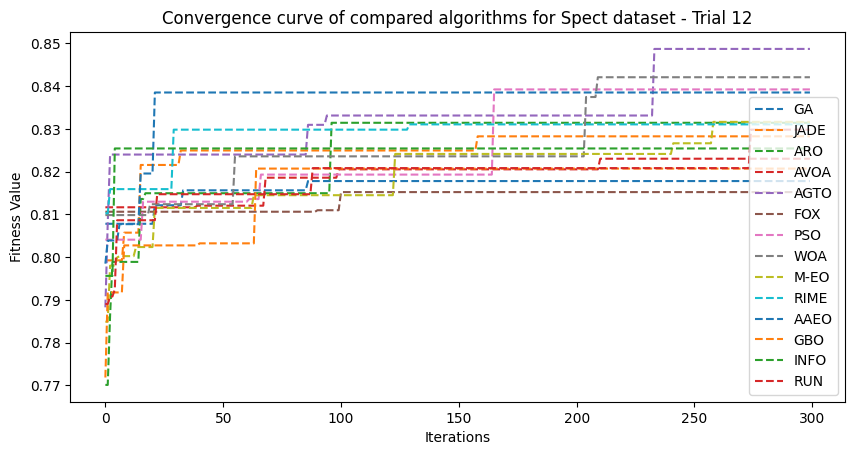 Convergence curve of compared algorithms for Spect dataset - Trial 12
Fitness Value
0.85
0.84
0.83
0.82
0.81
0.80
0.79
0.78
0.77
0
50
100
150
200
250
300
Iterations
GA
JADE
ARO
AVOA
AGTO
FOX
PSO
WOA
M-EO
RIME
AAEO
GBO
INFO
RUN